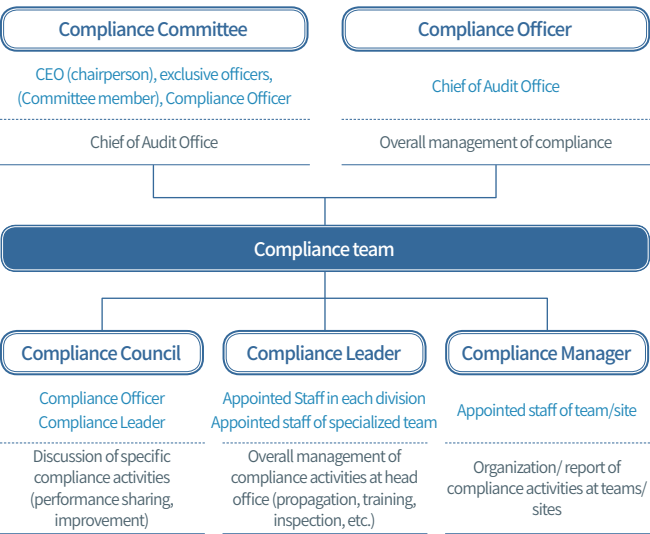 Compliance Committee
CEO (chairperson), exclusive officers,
(Committee member), Compliance Officer
Chief of Audit Office
Compliance Officer
Chief of Audit Office
Overall management of compliance
Compliance team
Compliance Council
Compliance Officer
Compliance Leader
Discussion of specific
compliance activities
(performance sharing,
improvement)
Compliance Leader
Appointed Staff in each division
Appointed staff of specialized team
Overall management of
compliance activities at head
office (propagation, training,
inspection, etc.)
Compliance Manager
Appointed staff of team/site
Organization/ report of
compliance activities at teams/
sites